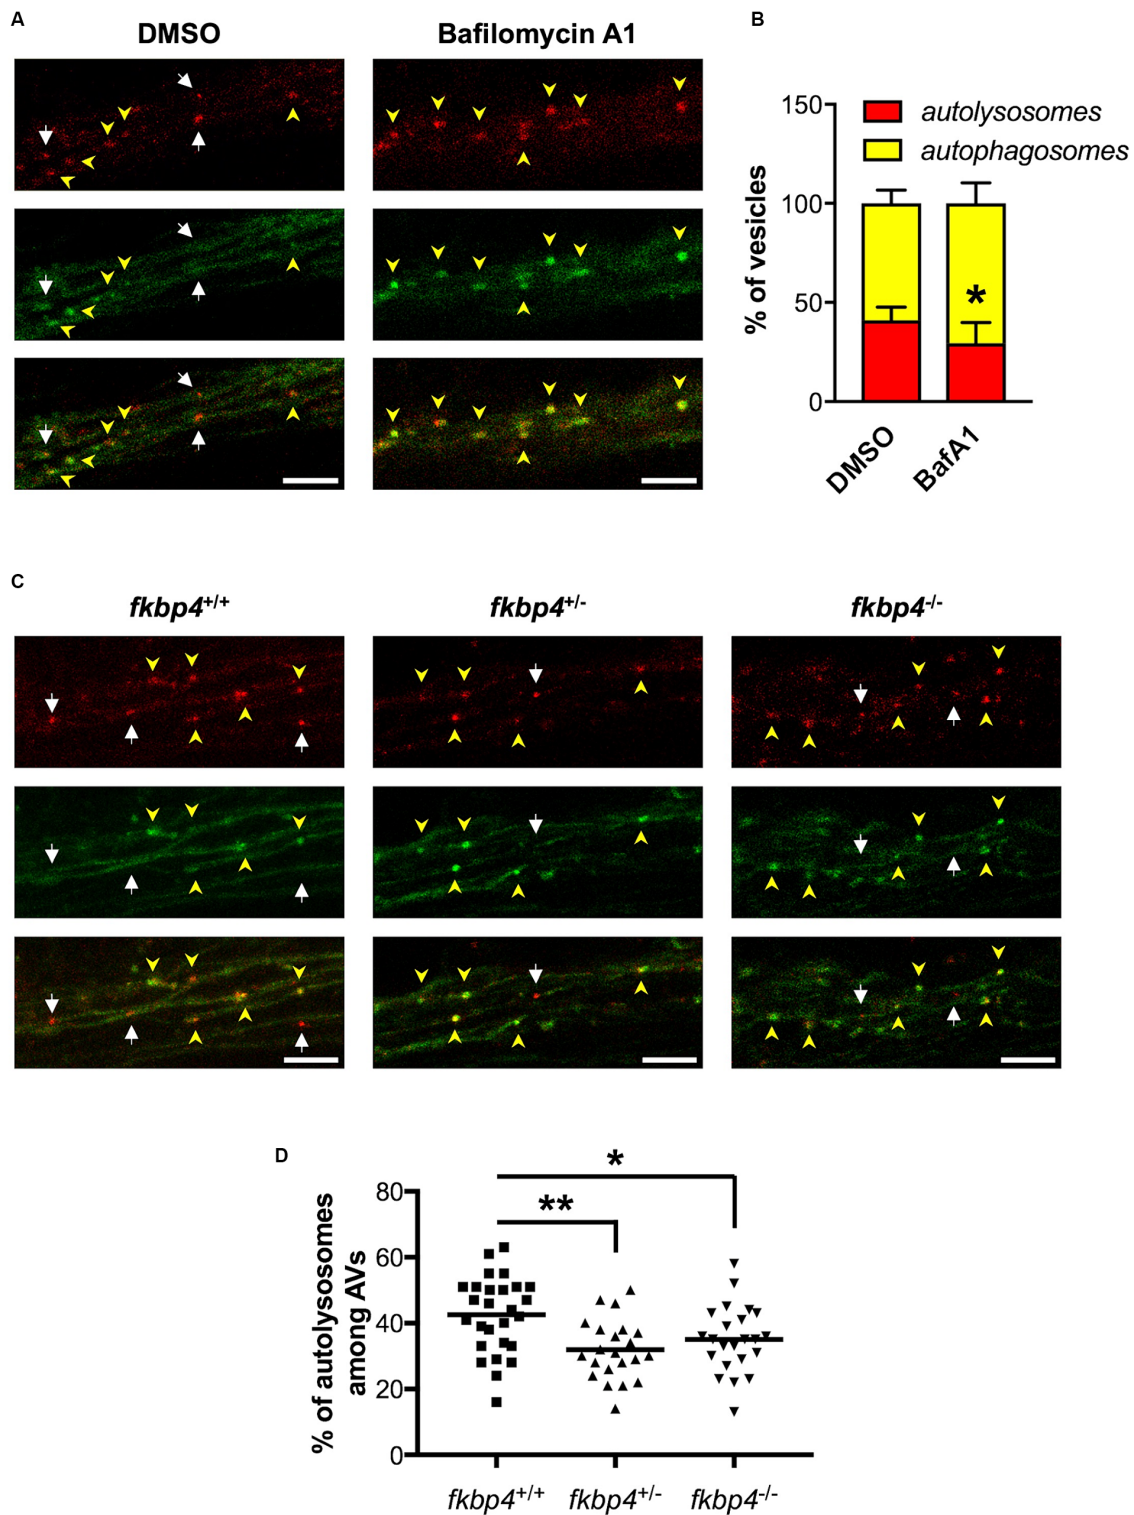 A
DMSO
Bafilomycin A1
B
150
100
50
0
% of vesicles
autolysosomes
autophagosomes
*
DMSO
BafA1
C
fkbp4+/+
fkbp4+/-
fkbp4-/-
D
*
**
80
60
40
20
0
% of autolysosomes
among AVs
fkbp4+/+
fkbp4+/-
fkbp4-/-